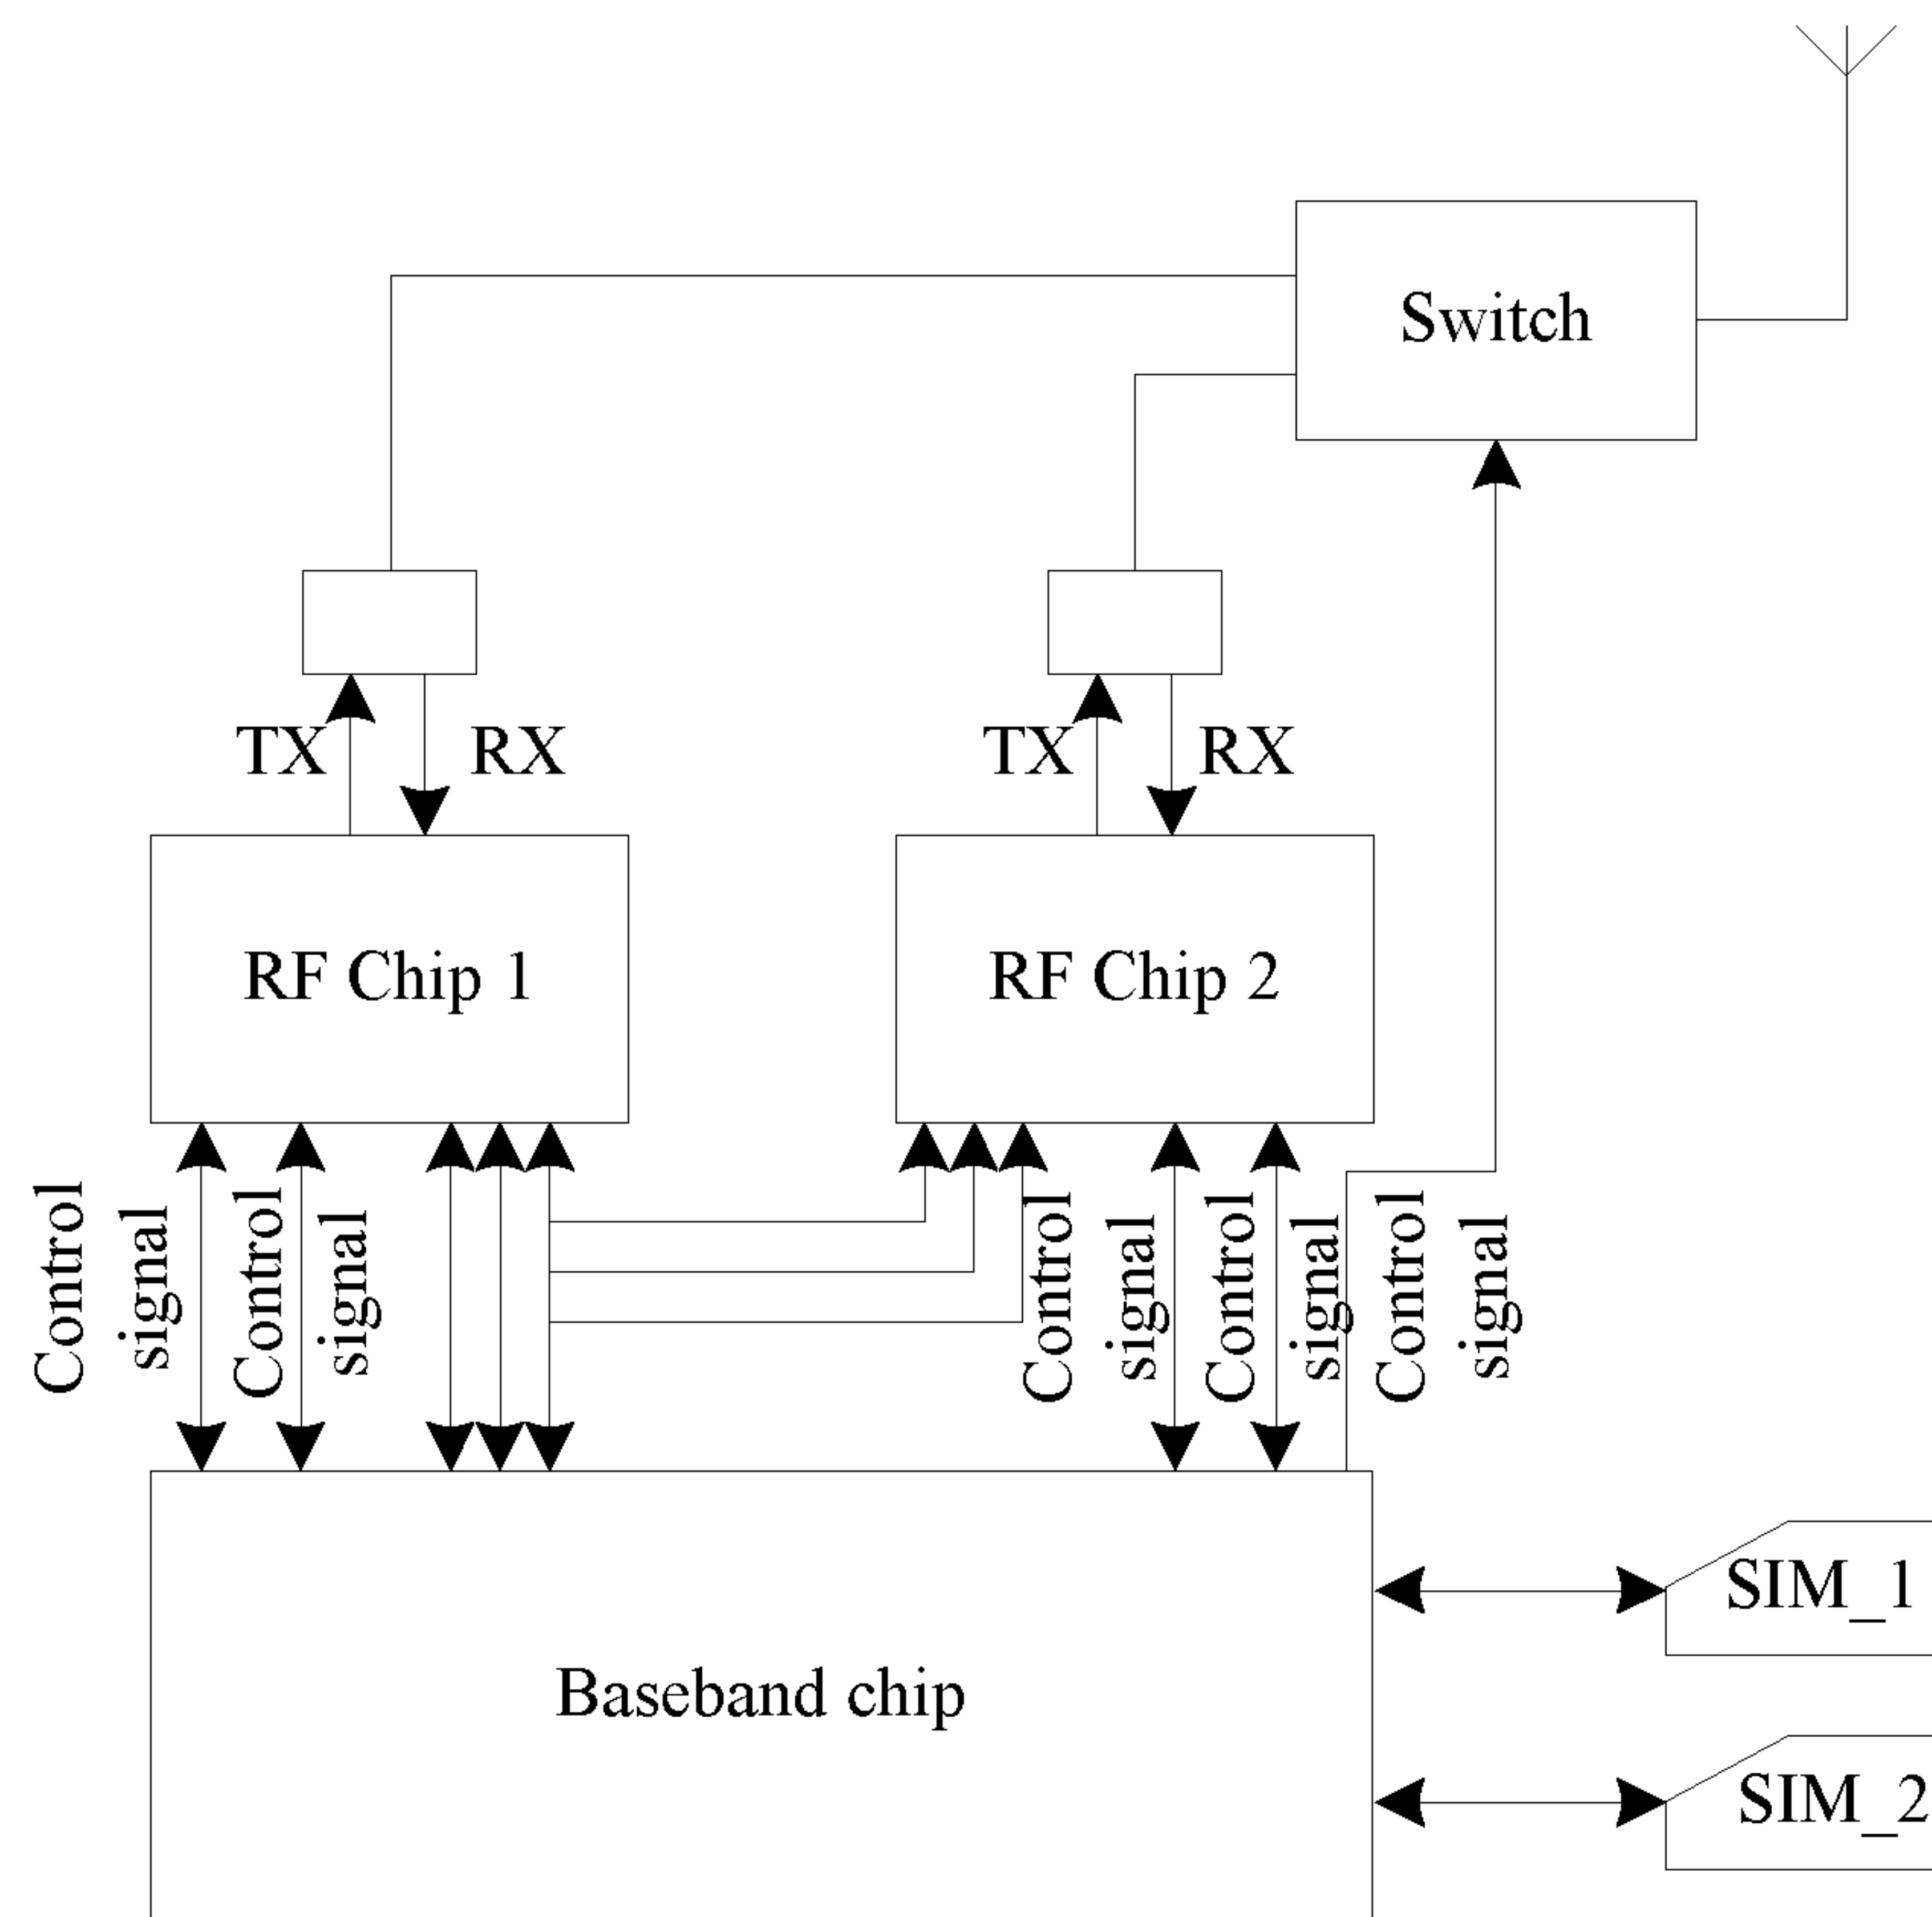 Switch
TX
RX
TX
RX
RF Chip 1
RF Chip 2
Control
signal
Control
signal
Control
signal
Control
signal
Control
signal
SIM_1
Baseband chip
SIM_2